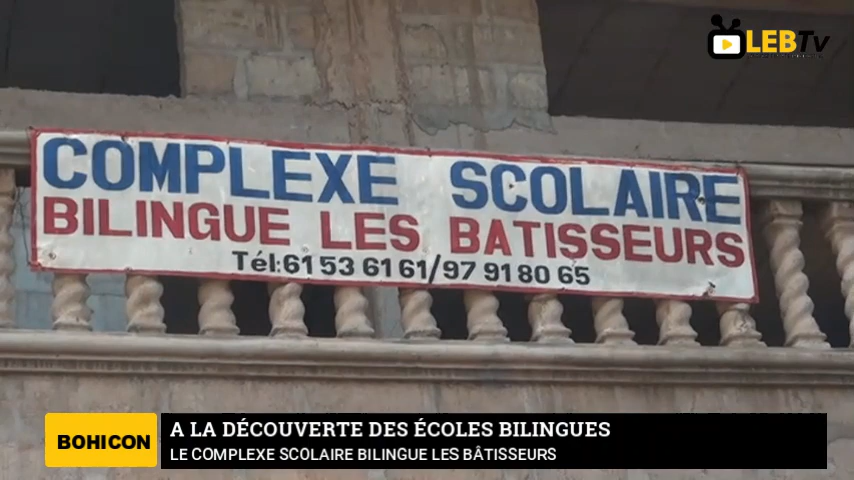 LEBTv
COMPLEXE SCOLAIRE
BILINGUE LES BATISSEURS
Tél:61 53 61 61/97 91 80 65
BOHICON
A LA DÉCOUVERTE DES ÉCOLES BILINGUES
LE COMPLEXE SCOLAIRE BILINGUE LES BÂTISSEURS